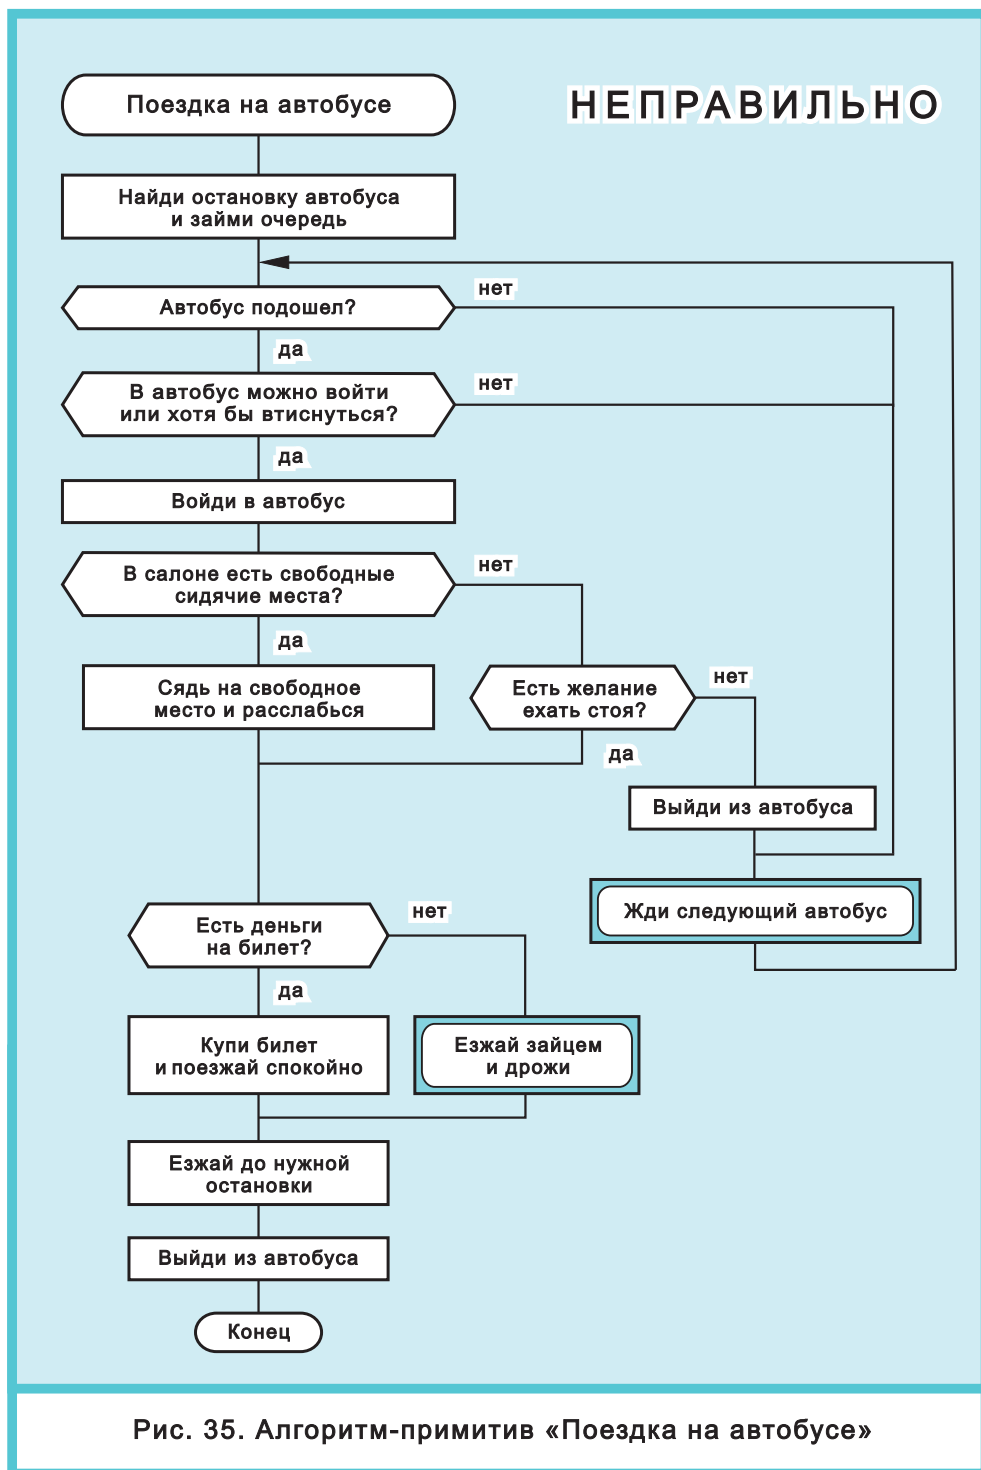 Поездка на автобусе
НЕПРАВИЛЬНО
Найди остановку автобуса
и займи очередь
Автобус подошел?
нет
да
В автобус можно войти
или хотя бы втиснуться?
нет
да
Войди в автобус
В салоне есть свободные
сидячие места?
нет
да
Сядь на свободное
место и расслабься
Есть желание
ехать стоя?
нет
да
Выйди из автобуса
Жди следующий автобус
Есть деньги
на билет?
нет
да
Купи билет
и поезжай спокойно
Езжай зайцем
и дрожи
Езжай до нужной
остановки
Выйди из автобуса
Конец
Рис. 35. Алгоритм-примитив «Поездка на автобусе»